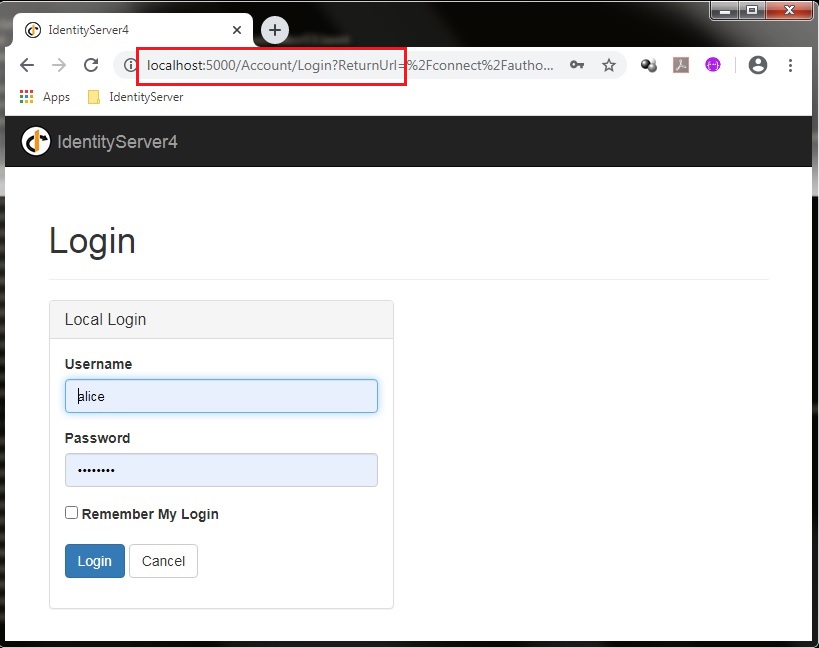 IdentityServer4
localhost:5000/Account/Login?ReturnUrl=%2Fconnect%2Fautho...
Apps IdentityServer
IdentityServer4
Login
Local Login
Username
alice
Password
••••••••
Remember My Login
Login Cancel